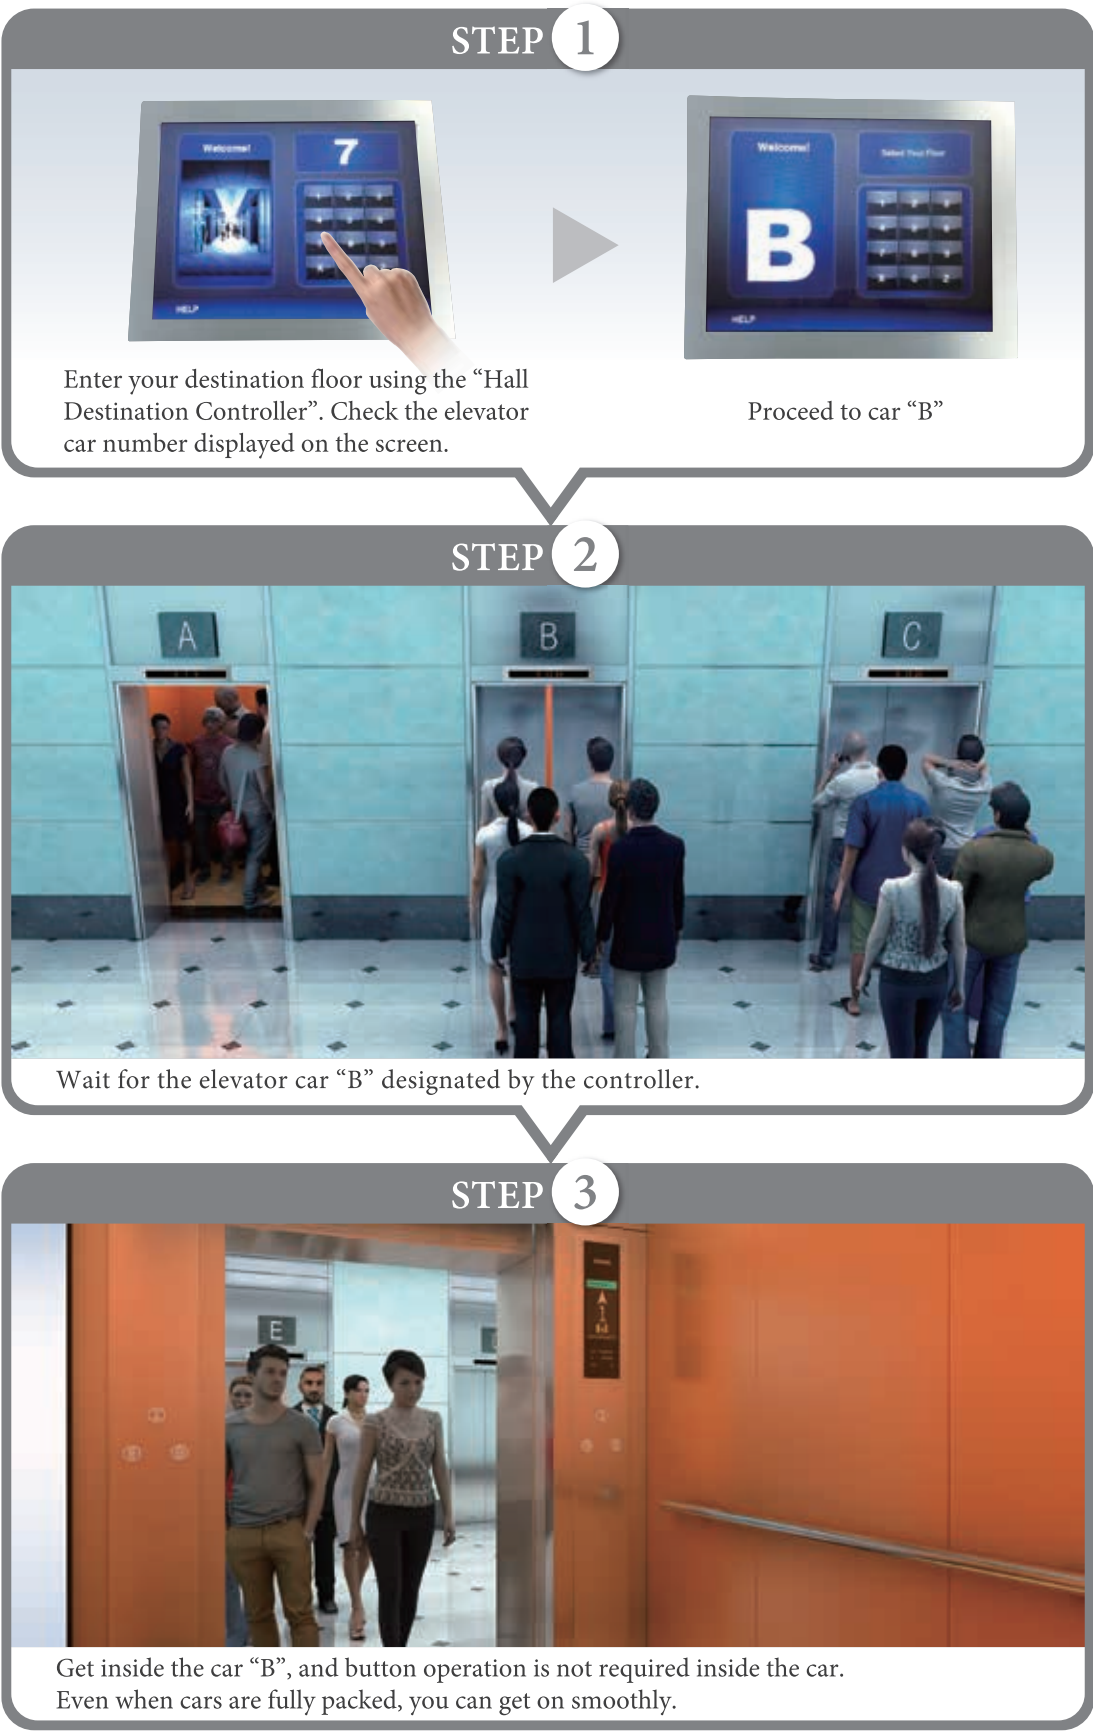 STEP 1
Welcome!
7
HELP
Welcome!
Select Your Floor
B
HELP
Enter your destination floor using the “Hall
Destination Controller”. Check the elevator
car number displayed on the screen.
Proceed to car “B”
STEP 2
A
B
C
Wait for the elevator car “B” designated by the controller.
STEP 3
E
Get inside the car “B”, and button operation is not required inside the car.
Even when cars are fully packed, you can get on smoothly.